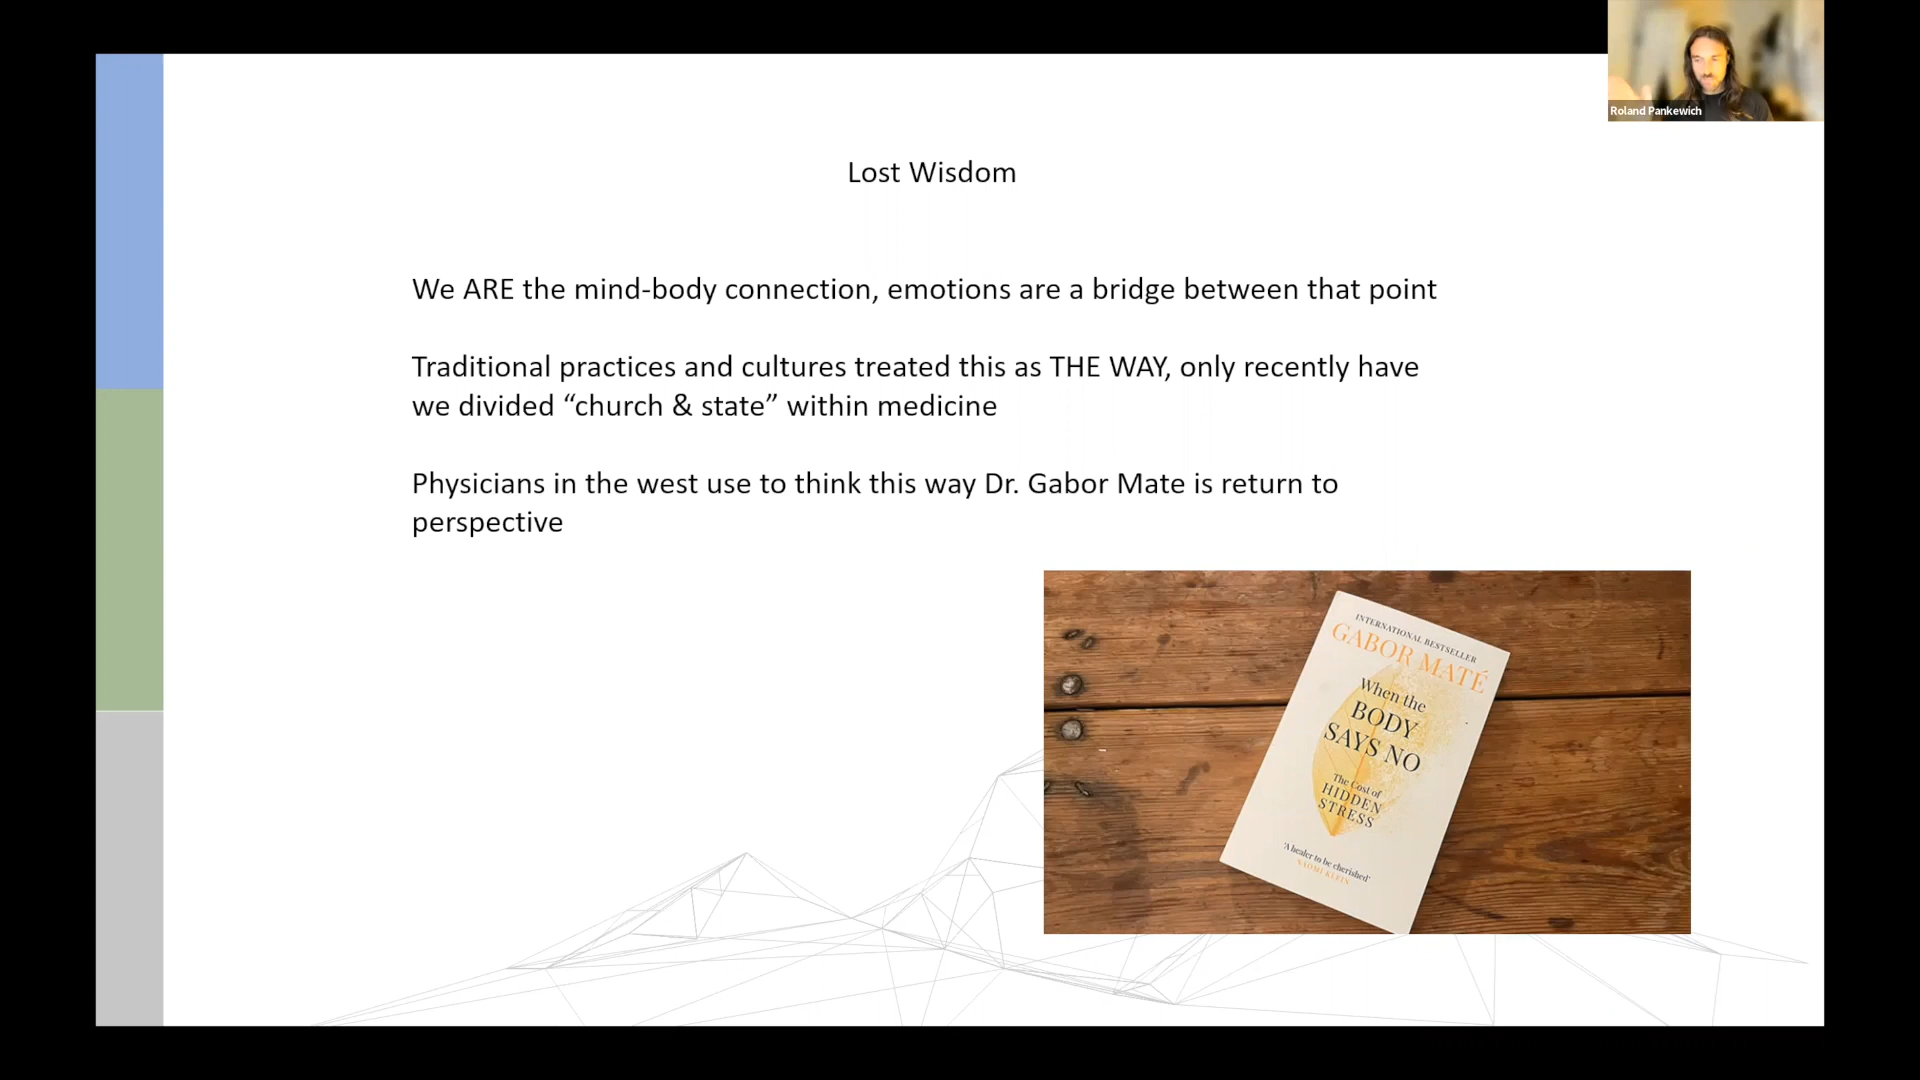 Roland Pankewich
Lost Wisdom
We ARE the mind-body connection, emotions are a bridge between that point
Traditional practices and cultures treated this as THE WAY, only recently have
we divided “church & state” within medicine
Physicians in the west use to think this way Dr. Gabor Mate is return to
perspective
INTERNATIONAL BESTSELLER
GABOR MATÉ
When the
BODY
SAYS NO
The Cost of
HIDDEN
STRESS
'A healer to be cherished'
NAOMI KLEIN